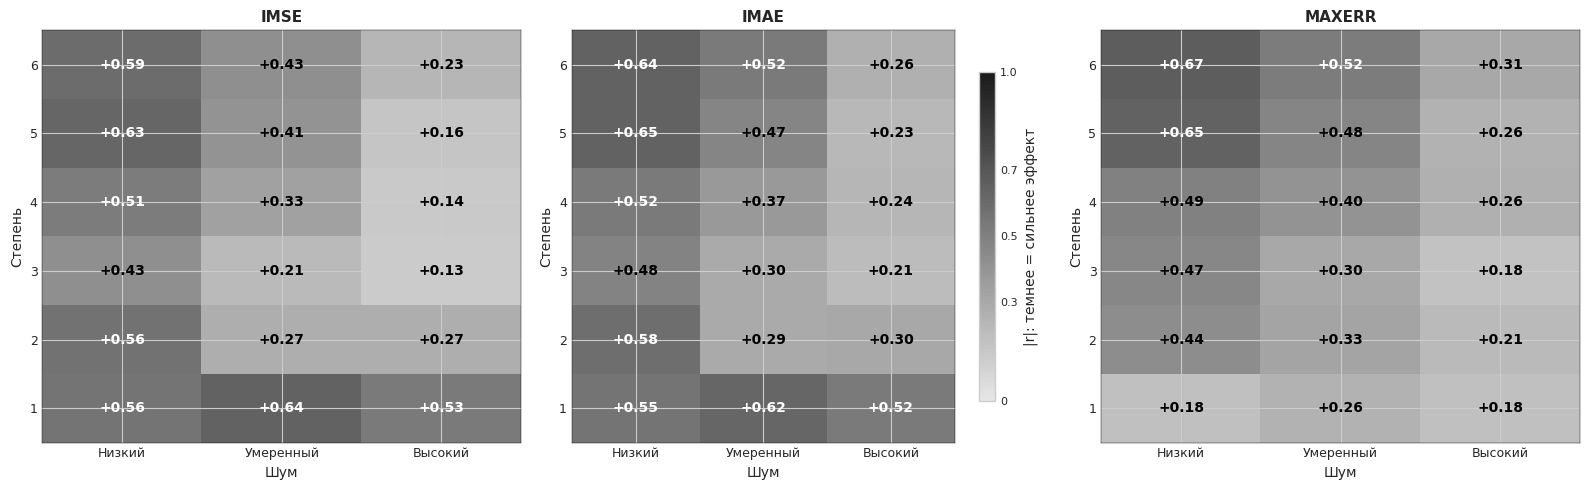 IMSE
Степень
6 +0.59 +0.43 +0.23
5 +0.63 +0.41 +0.16
4 +0.51 +0.33 +0.14
3 +0.43 +0.21 +0.13
2 +0.56 +0.27 +0.27
1 +0.56 +0.64 +0.53
Низкий Умеренный Высокий
Шум
IMAE
Степень
6 +0.64 +0.52 +0.26
5 +0.65 +0.47 +0.23
4 +0.52 +0.37 +0.24
3 +0.48 +0.30 +0.21
2 +0.58 +0.29 +0.30
1 +0.55 +0.62 +0.52
Низкий Умеренный Высокий
Шум
1.0
0.7
0.5
0.3
0
|r|: темнее = сильнее эффект
MAXERR
Степень
6 +0.67 +0.52 +0.31
5 +0.65 +0.48 +0.26
4 +0.49 +0.40 +0.26
3 +0.47 +0.30 +0.18
2 +0.44 +0.33 +0.21
1 +0.18 +0.26 +0.18
Низкий Умеренный Высокий
Шум